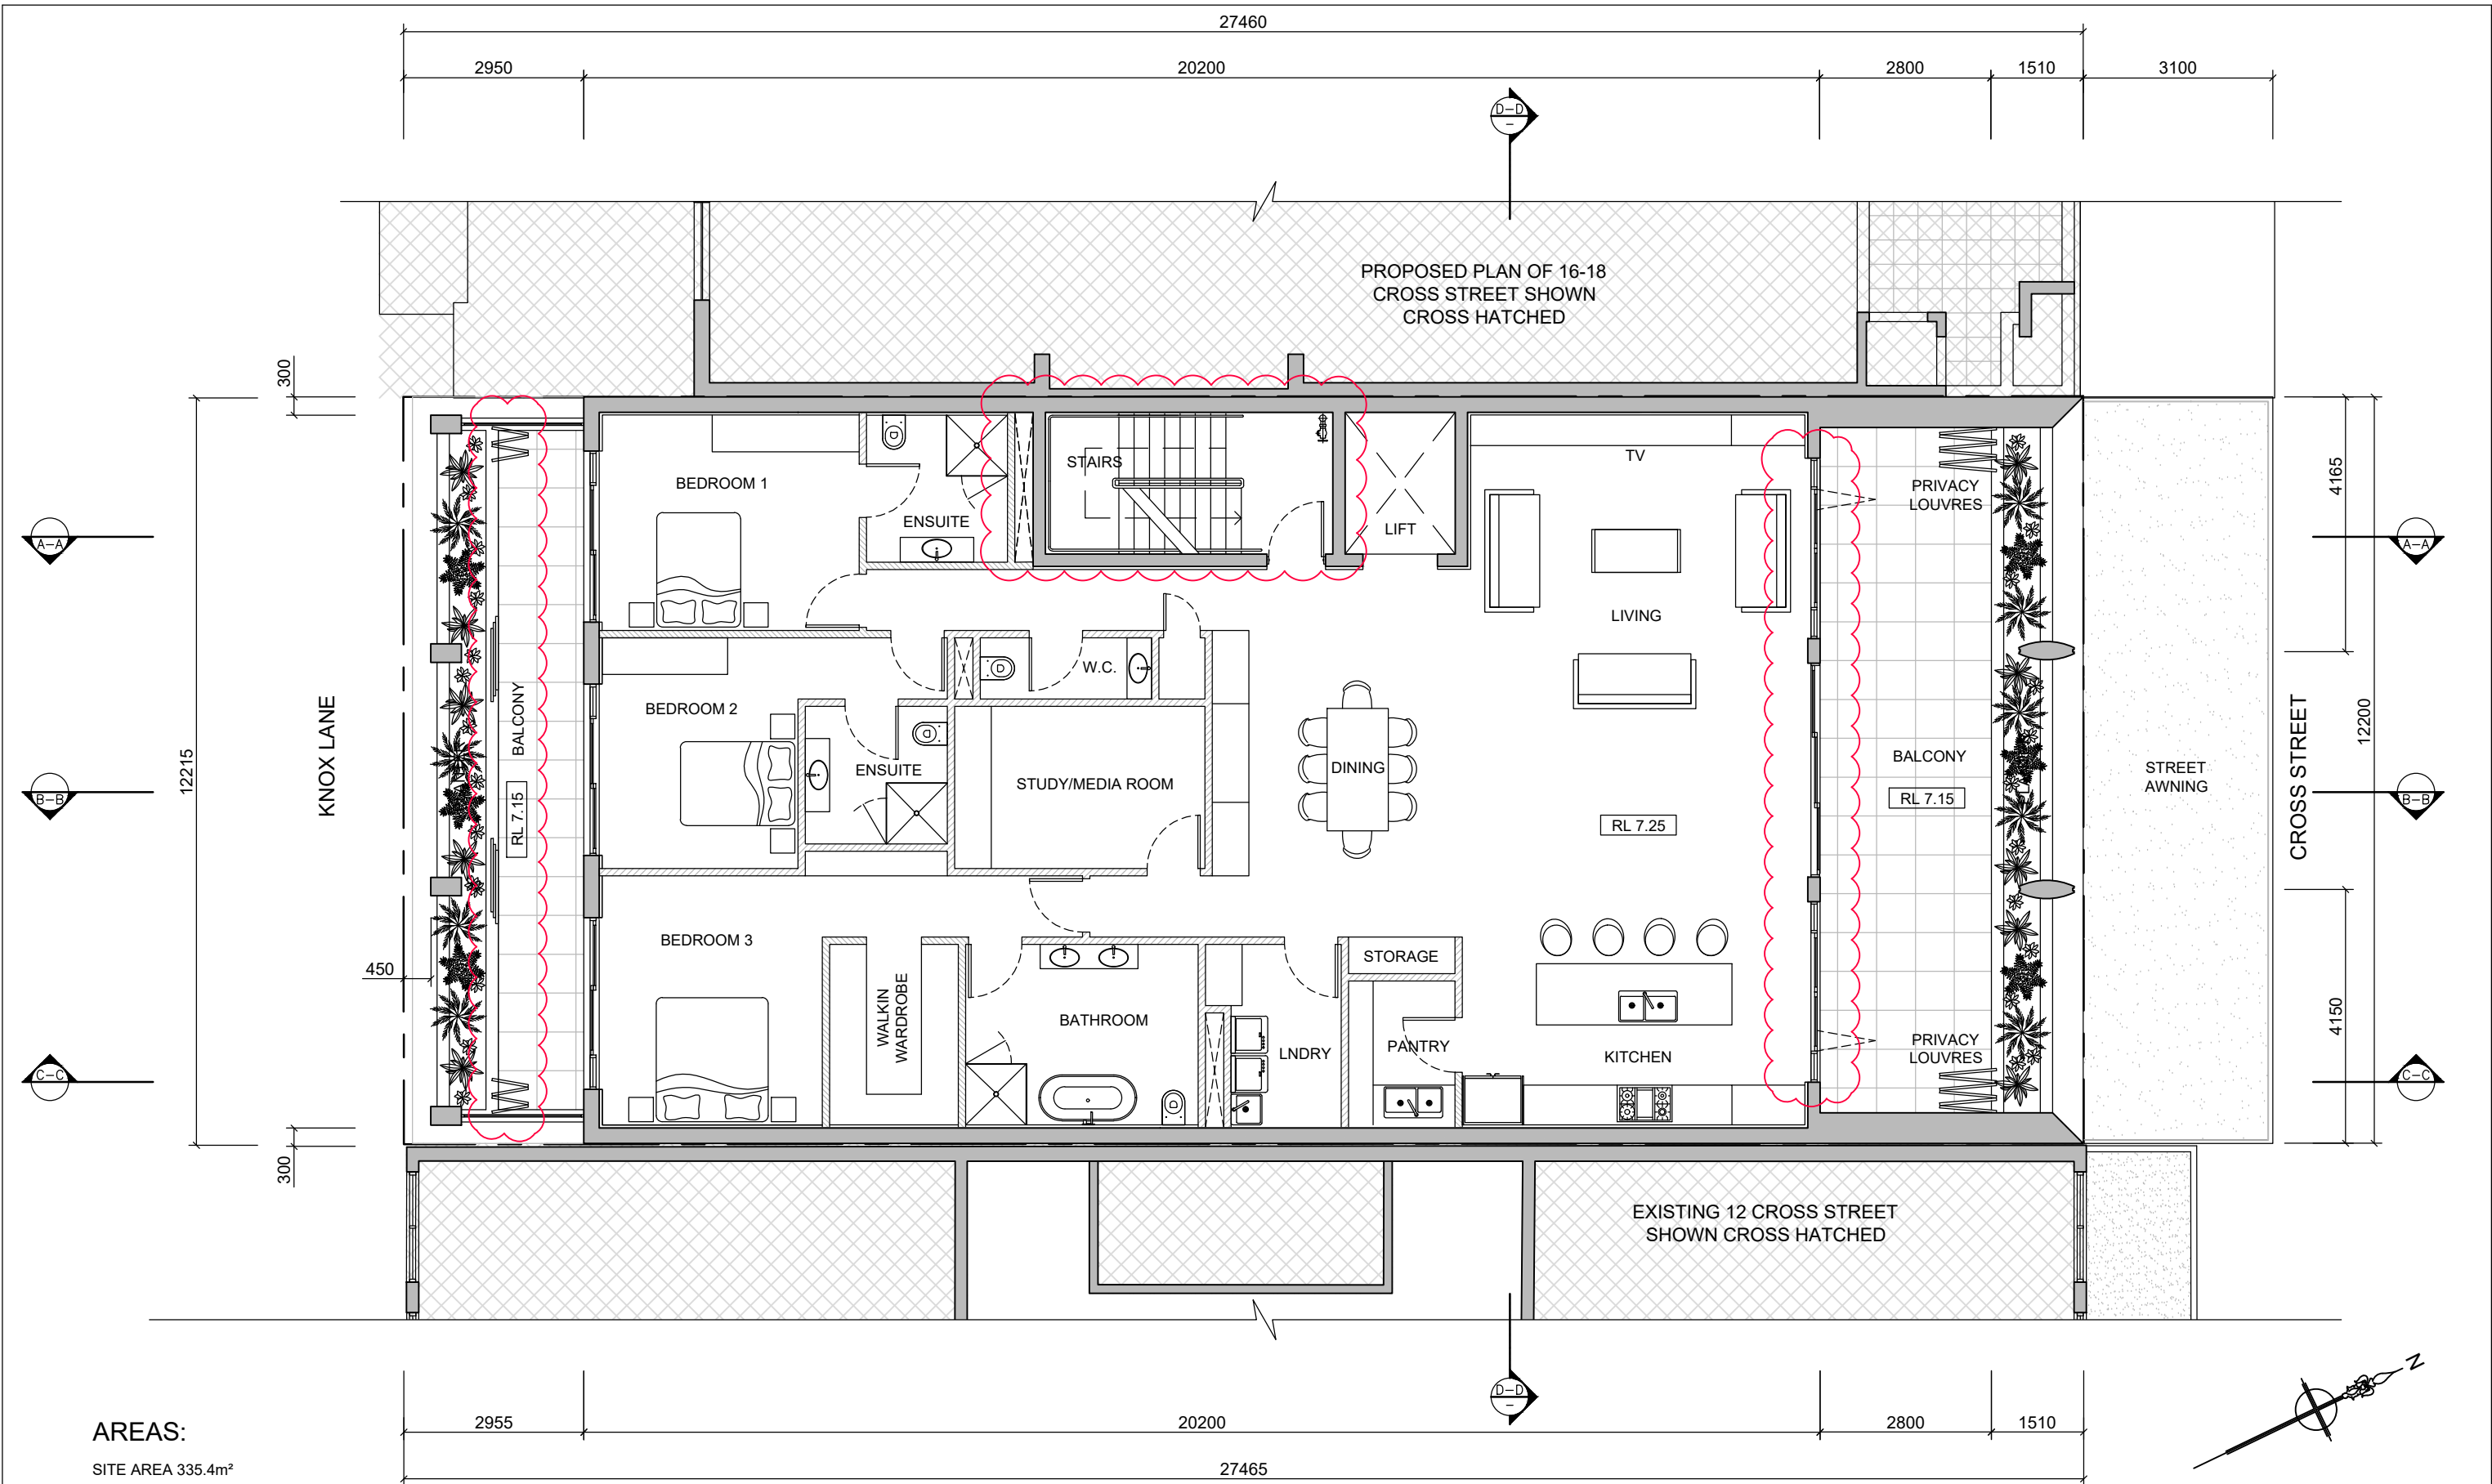 27460
2950
20200
2800
1510
3100
D-D
-
PROPOSED PLAN OF 16-18
CROSS STREET SHOWN
CROSS HATCHED
300
STAIRS
TV
BEDROOM 1
ENSUITE
LIFT
PRIVACY
LOUVRES
4165
A-A
A-A
LIVING
W.C.
BEDROOM 2
BALCONY
RL 7.15
KNOX LANE
12215
ENSUITE
STUDY/MEDIA ROOM
DINING
RL 7.25
BALCONY
RL 7.15
STREET
AWNING
CROSS STREET
12200
B-B
B-B
BEDROOM 3
STORAGE
450
WALKIN
WARDROBE
BATHROOM
LNDRY
PANTRY
KITCHEN
PRIVACY
LOUVRES
4150
C-C
C-C
300
EXISTING 12 CROSS STREET
SHOWN CROSS HATCHED
D-D
-
N
2955
20200
2800
1510
27465
AREAS:
SITE AREA 335.4m²